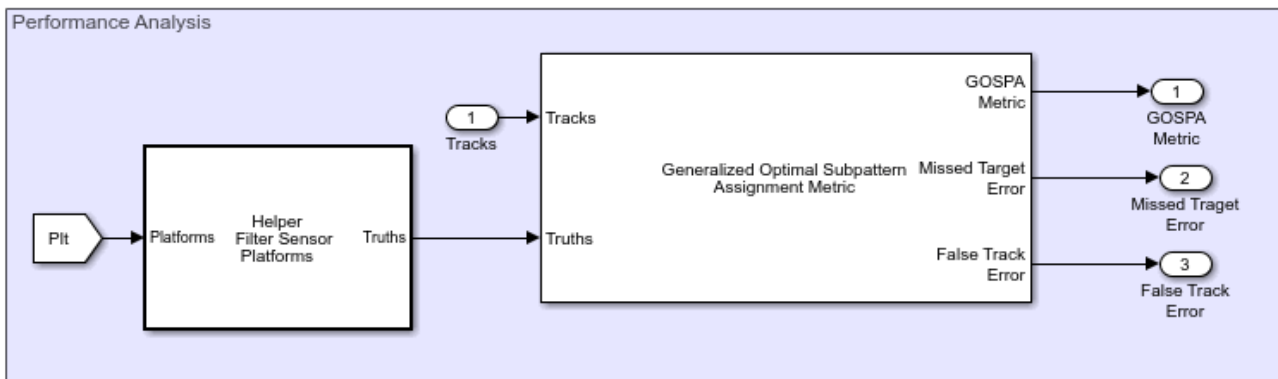 Performance Analysis
Plt
Platforms
Helper
Filter Sensor
Platforms
Truths
1
Tracks
Tracks
Truths
Generalized Optimal Subpattern
Assignment Metric
GOSPA
Metric
Missed Target
Error
False Track
Error
1
GOSPA
Metric
2
Missed Traget
Error
3
False Track
Error